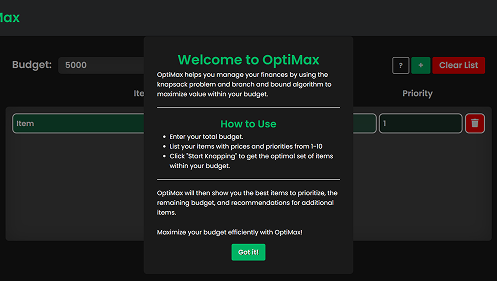 Max
Welcome to OptiMax
OptiMax helps you manage your finances by using the
knapsack problem and branch and bound algorithm to
maximize value within your budget.
How to Use
Enter your total budget.
List your items with prices and priorities from 1-10
Click "Start Knapping" to get the optimal set of items
within your budget.
OptiMax will then show you the best items to prioritize, the
remaining budget, and recommendations for additional
items.
Maximize your budget efficiently with OptiMax!
Got it!
Budget: 5000
? + Clear List
Ite Priority
Item 1